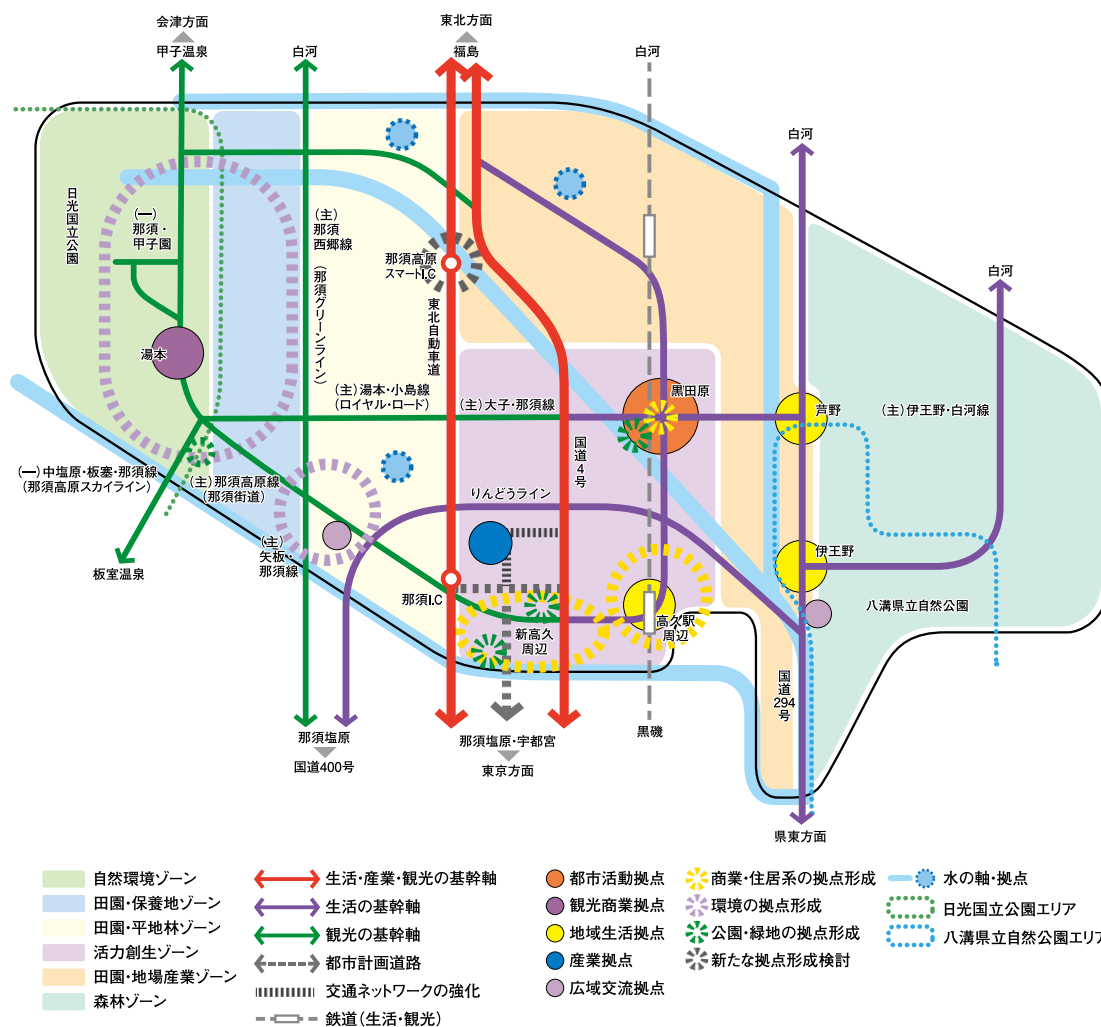 会津方面
甲子温泉
白河
東北方面
福島
白河
白河
白河
日光国立公園
(一)
那須・
甲子園
(主)
那須
西郷線
(那須グリーンライン)
那須高原
スマートI.C
東北自動車道
湯本
(主)湯本・小島線
(ロイヤル・ロード)
(主)大子・那須線
黒田原
芦野
(主)伊王野・白河線
国道4号
(一)中塩原・板塞・那須線
(那須高原スカイライン)
(主)那須高原線
(那須街道)
りんどうライン
(主)
矢板・
那須線
板室温泉
那須I.C
新高久
周辺
高久駅
周辺
伊王野
八溝県立自然公園
国道294号
那須塩原
国道400号
那須塩原・宇都宮
東京方面
黒磯
県東方面
自然環境ゾーン
田園・保養地ゾーン
田園・平地林ゾーン
活力創生ゾーン
田園・地場産業ゾーン
森林ゾーン
生活・産業・観光の基幹軸
生活の基幹軸
観光の基幹軸
都市計画道路
交通ネットワークの強化
鉄道(生活・観光)
都市活動拠点
観光商業拠点
地域生活拠点
産業拠点
広域交流拠点
商業・住居系の拠点形成
環境の拠点形成
公園・緑地の拠点形成
新たな拠点形成検討
水の軸・拠点
日光国立公園エリア
八溝県立自然公園エリア